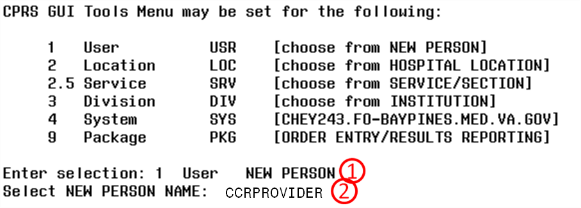 CPRS GUI Tools Menu may be set for the following:
1 User USR [choose from NEW PERSON]
2 Location LOC [choose from HOSPITAL LOCATION]
2.5 Service SRV [choose from SERVICE/SECTION]
3 Division DIV [choose from INSTITUTION]
4 System SYS [CHEY243.FO-BAYPINES.MED.VA.GOV]
9 Package PKG [ORDER ENTRY/RESULTS REPORTING]
Enter selection: 1 User NEW PERSON 1
Select NEW PERSON NAME: CCRPROVIDER 2